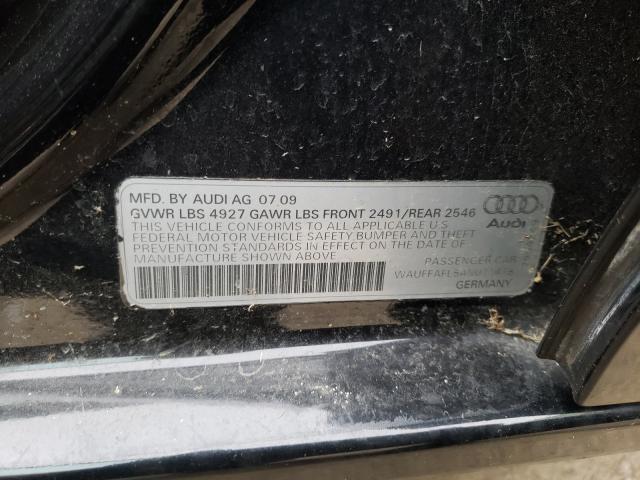 MFD. BY AUDI AG 07.09
GVWR LBS 4927 GAWR LBS FRONT 2491/REAR 2546
THIS VEHICLE CONFORMS TO ALL APPLICABLE U.S
FEDERAL MOTOR VEHICLE SAFETY BUMPER AND THEFT
PREVENTION STANDARDS IN EFFECT ON THE DATE OF
MANUFACTURE SHOWN ABOVE
Audi
PASSENGER CAR
GERMANY